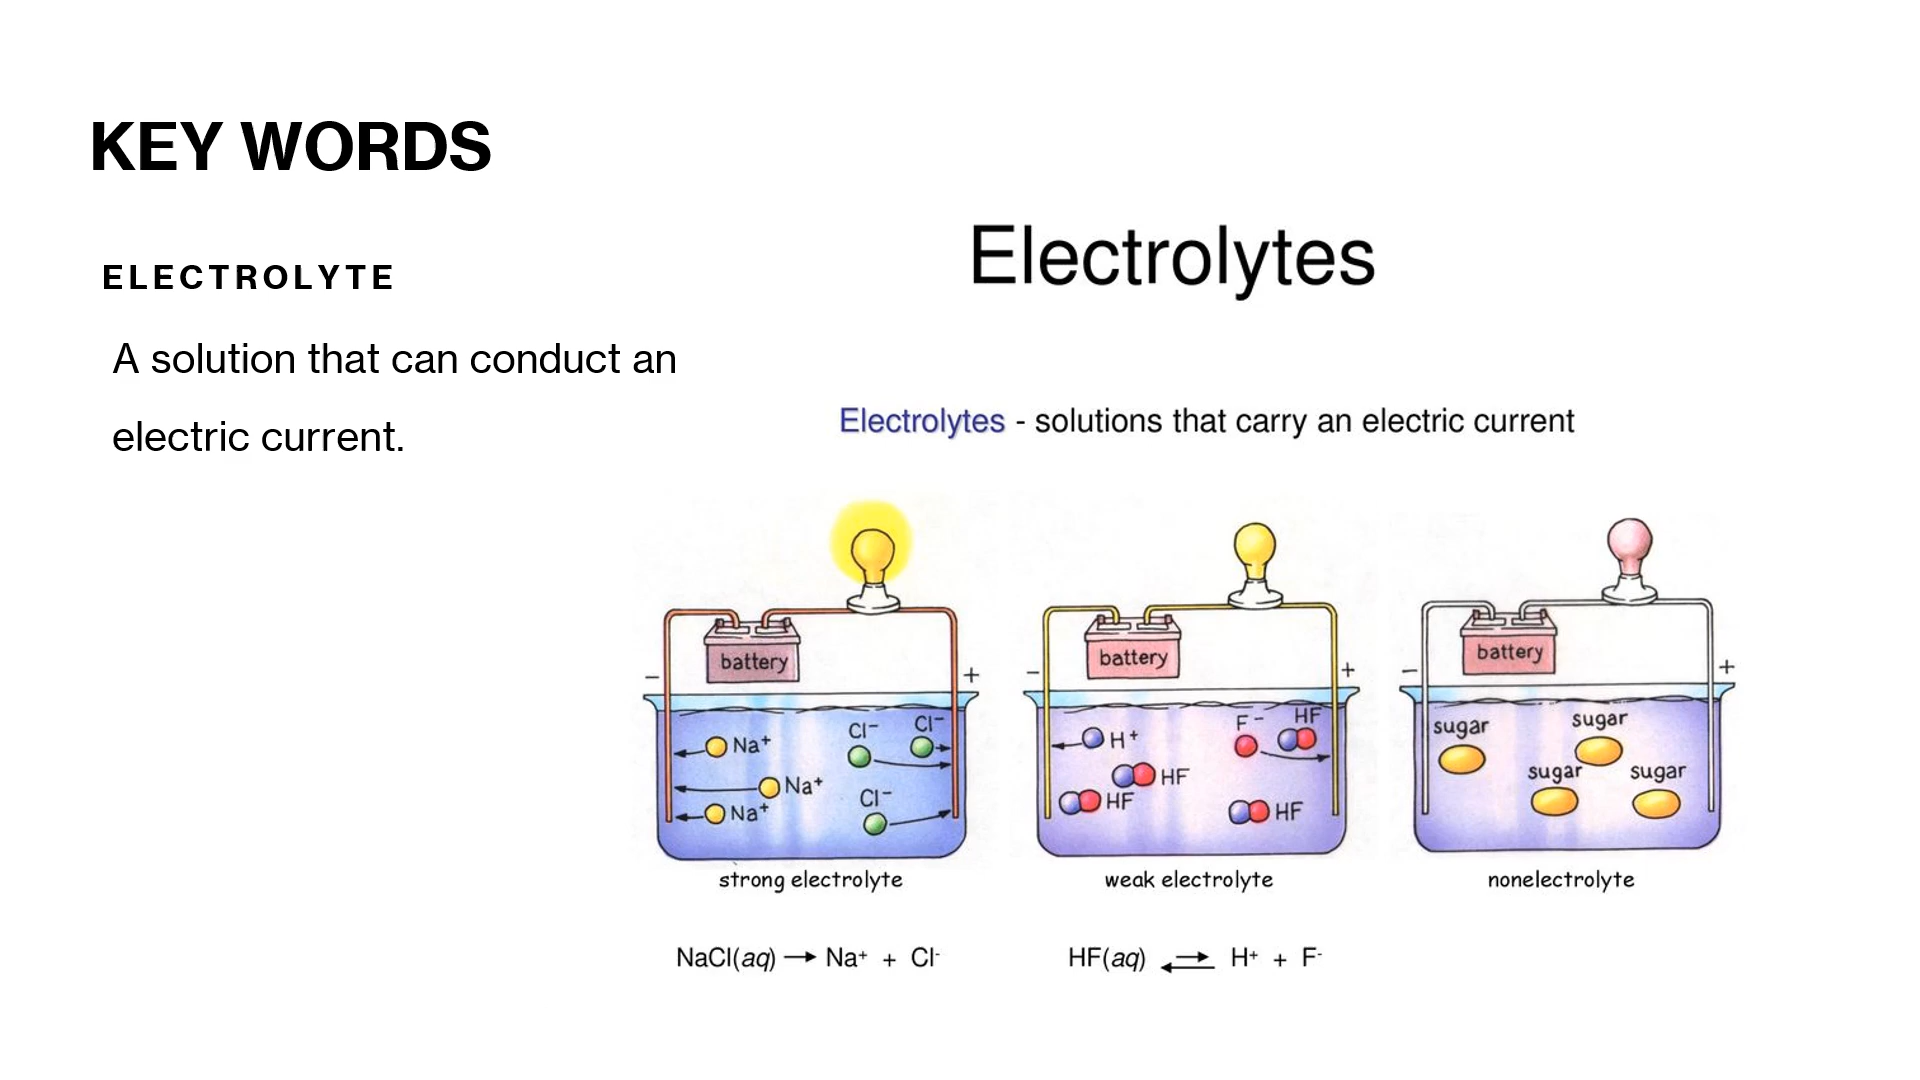 KEY WORDS
ELECTROLYTE
A solution that can conduct an
electric current.
Electrolytes
Electrolytes - solutions that carry an electric current
battery
− +
Na⁺
Na⁺
Na⁺
Cl⁻
Cl⁻
Cl⁻
strong electrolyte
NaCl(aq) → Na⁺ + Cl⁻
battery
− +
H⁺
F⁻
HF
HF
HF
HF
weak electrolyte
HF(aq) ⇌ H⁺ + F⁻
battery
− +
sugar
sugar
sugar
sugar
nonelectrolyte